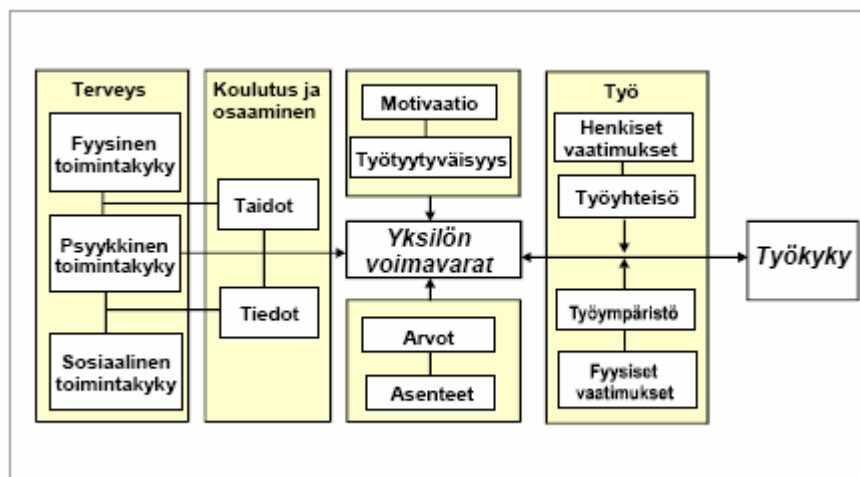 Terveys
Fyysinen
toimintakyky
Psyykkinen
toimintakyky
Sosiaalinen
toimintakyky
Koulutus ja
osaaminen
Taidot
Tiedot
Motivaatio
Työtyytyväisyys
Yksilön
voimavarat
Arvot
Asenteet
Työ
Henkiset
vaatimukset
Työyhteisö
Työympäristö
Fyysiset
vaatimukset
Työkyky